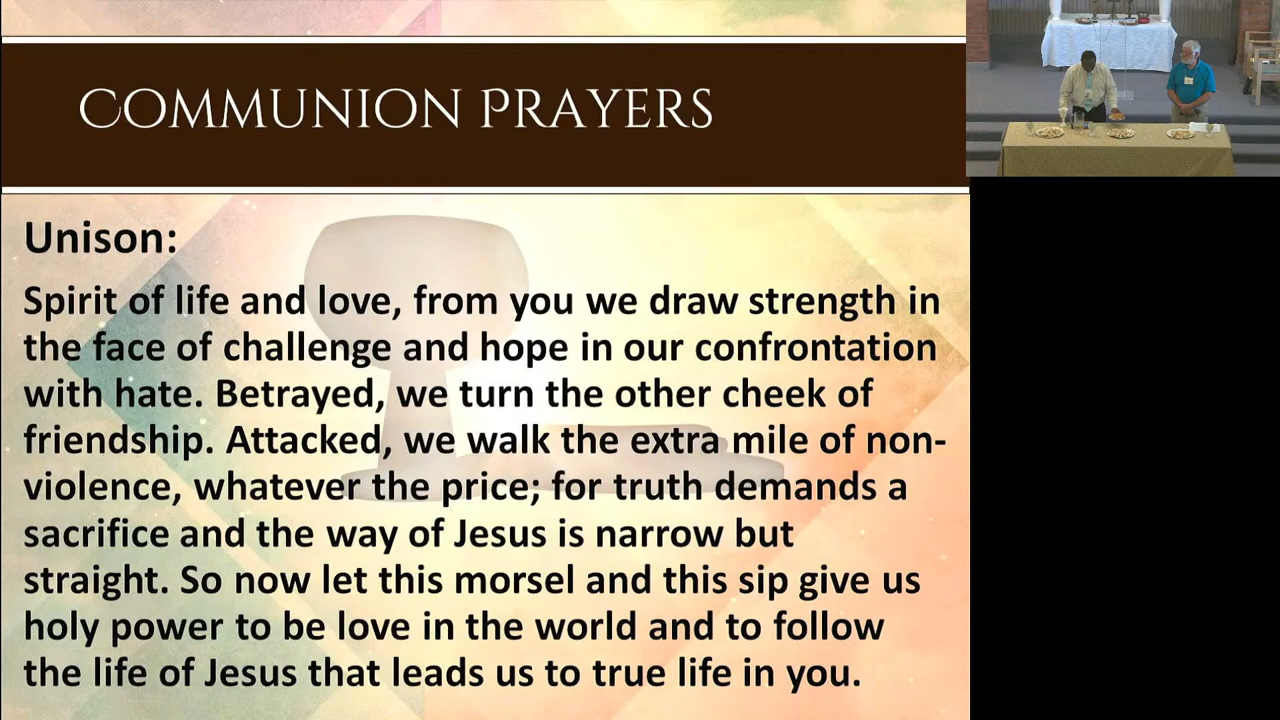 Communion Prayers
Unison:
Spirit of life and love, from you we draw strength in
the face of challenge and hope in our confrontation
with hate. Betrayed, we turn the other cheek of
friendship. Attacked, we walk the extra mile of non-
violence, whatever the price; for truth demands a
sacrifice and the way of Jesus is narrow but
straight. So now let this morsel and this sip give us
holy power to be love in the world and to follow
the life of Jesus that leads us to true life in you.